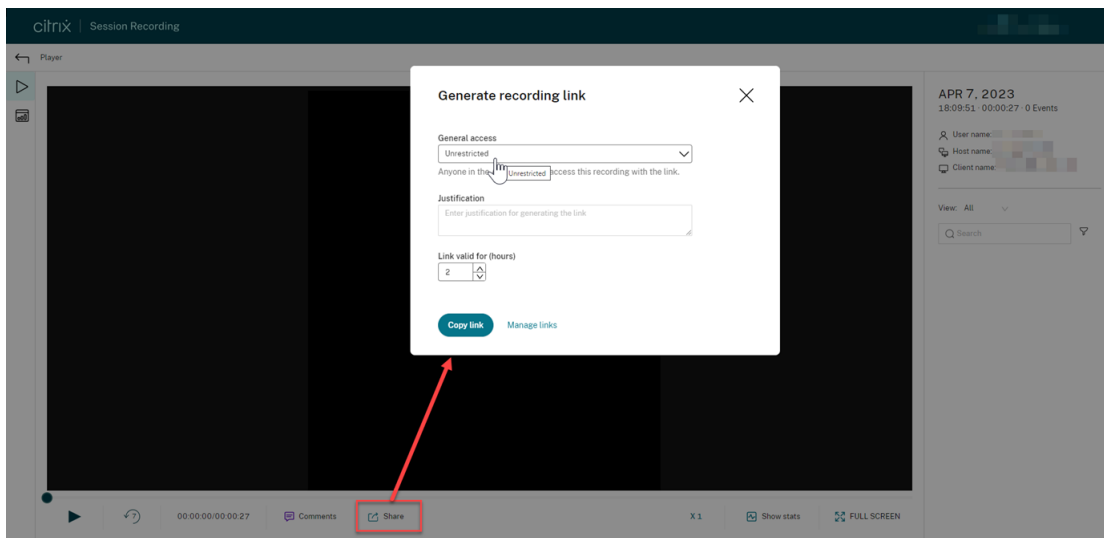 citrix | Session Recording
Player
Generate recording link
General access
Unrestricted
Anyone in the
Unrestricted
access this recording with the link.
Justification
Enter justification for generating the link
Link valid for (hours)
2
Copy link
Manage links
APR 7, 2023
18:09:51 · 00:00:27 · 0 Events
User name:
Host name:
Client name
View: All
Search
7
00:00:00/00:00:27
Comments
Share
X 1
Show stats
FULL SCREEN